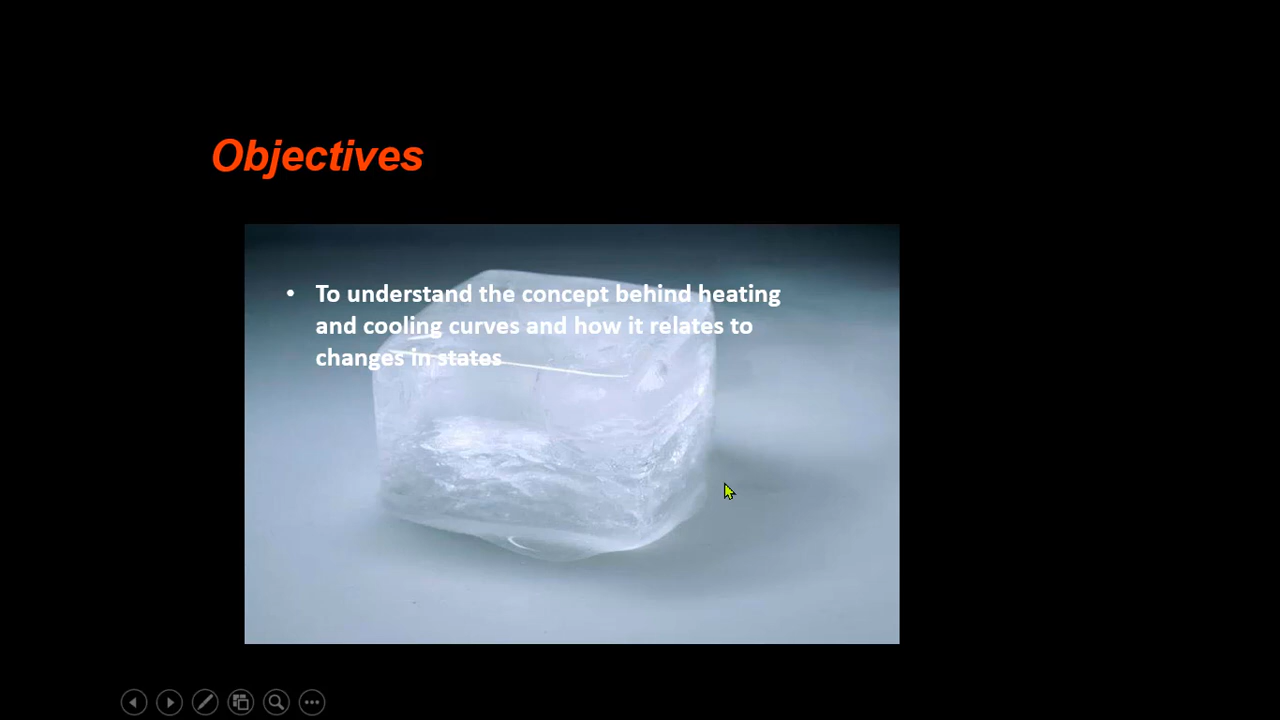 Objectives
• To understand the concept behind heating
and cooling curves and how it relates to
changes in states